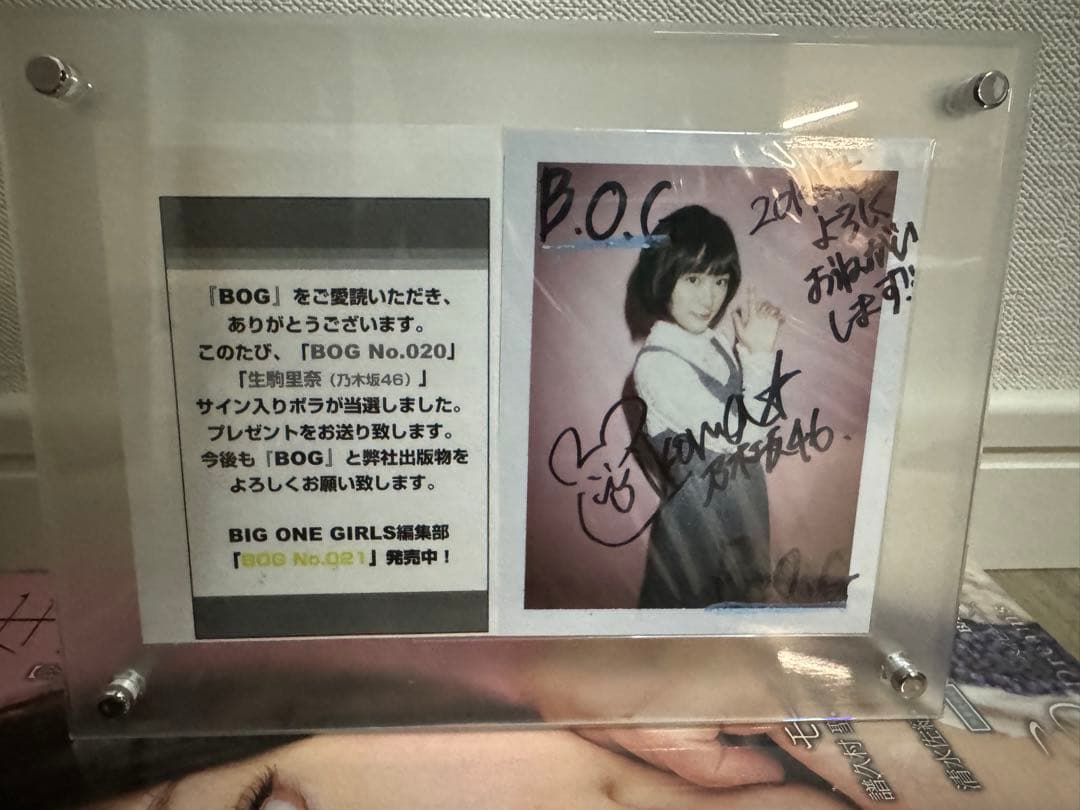 『BOG』をご愛読いただき、
ありがとうございます。
このたび、「BOG No.020」
「生駒里奈（乃木坂46）」
サイン入りポラが当選しました。
プレゼントをお送り致します。
今後も『BOG』と弊社出版物を
よろしくお願い致します。
BIG ONE GIRLS編集部
「BOG No.021」発売中！
B.O.G
よろしく
おねがい
します!!
乃木坂46.
譜久村聖